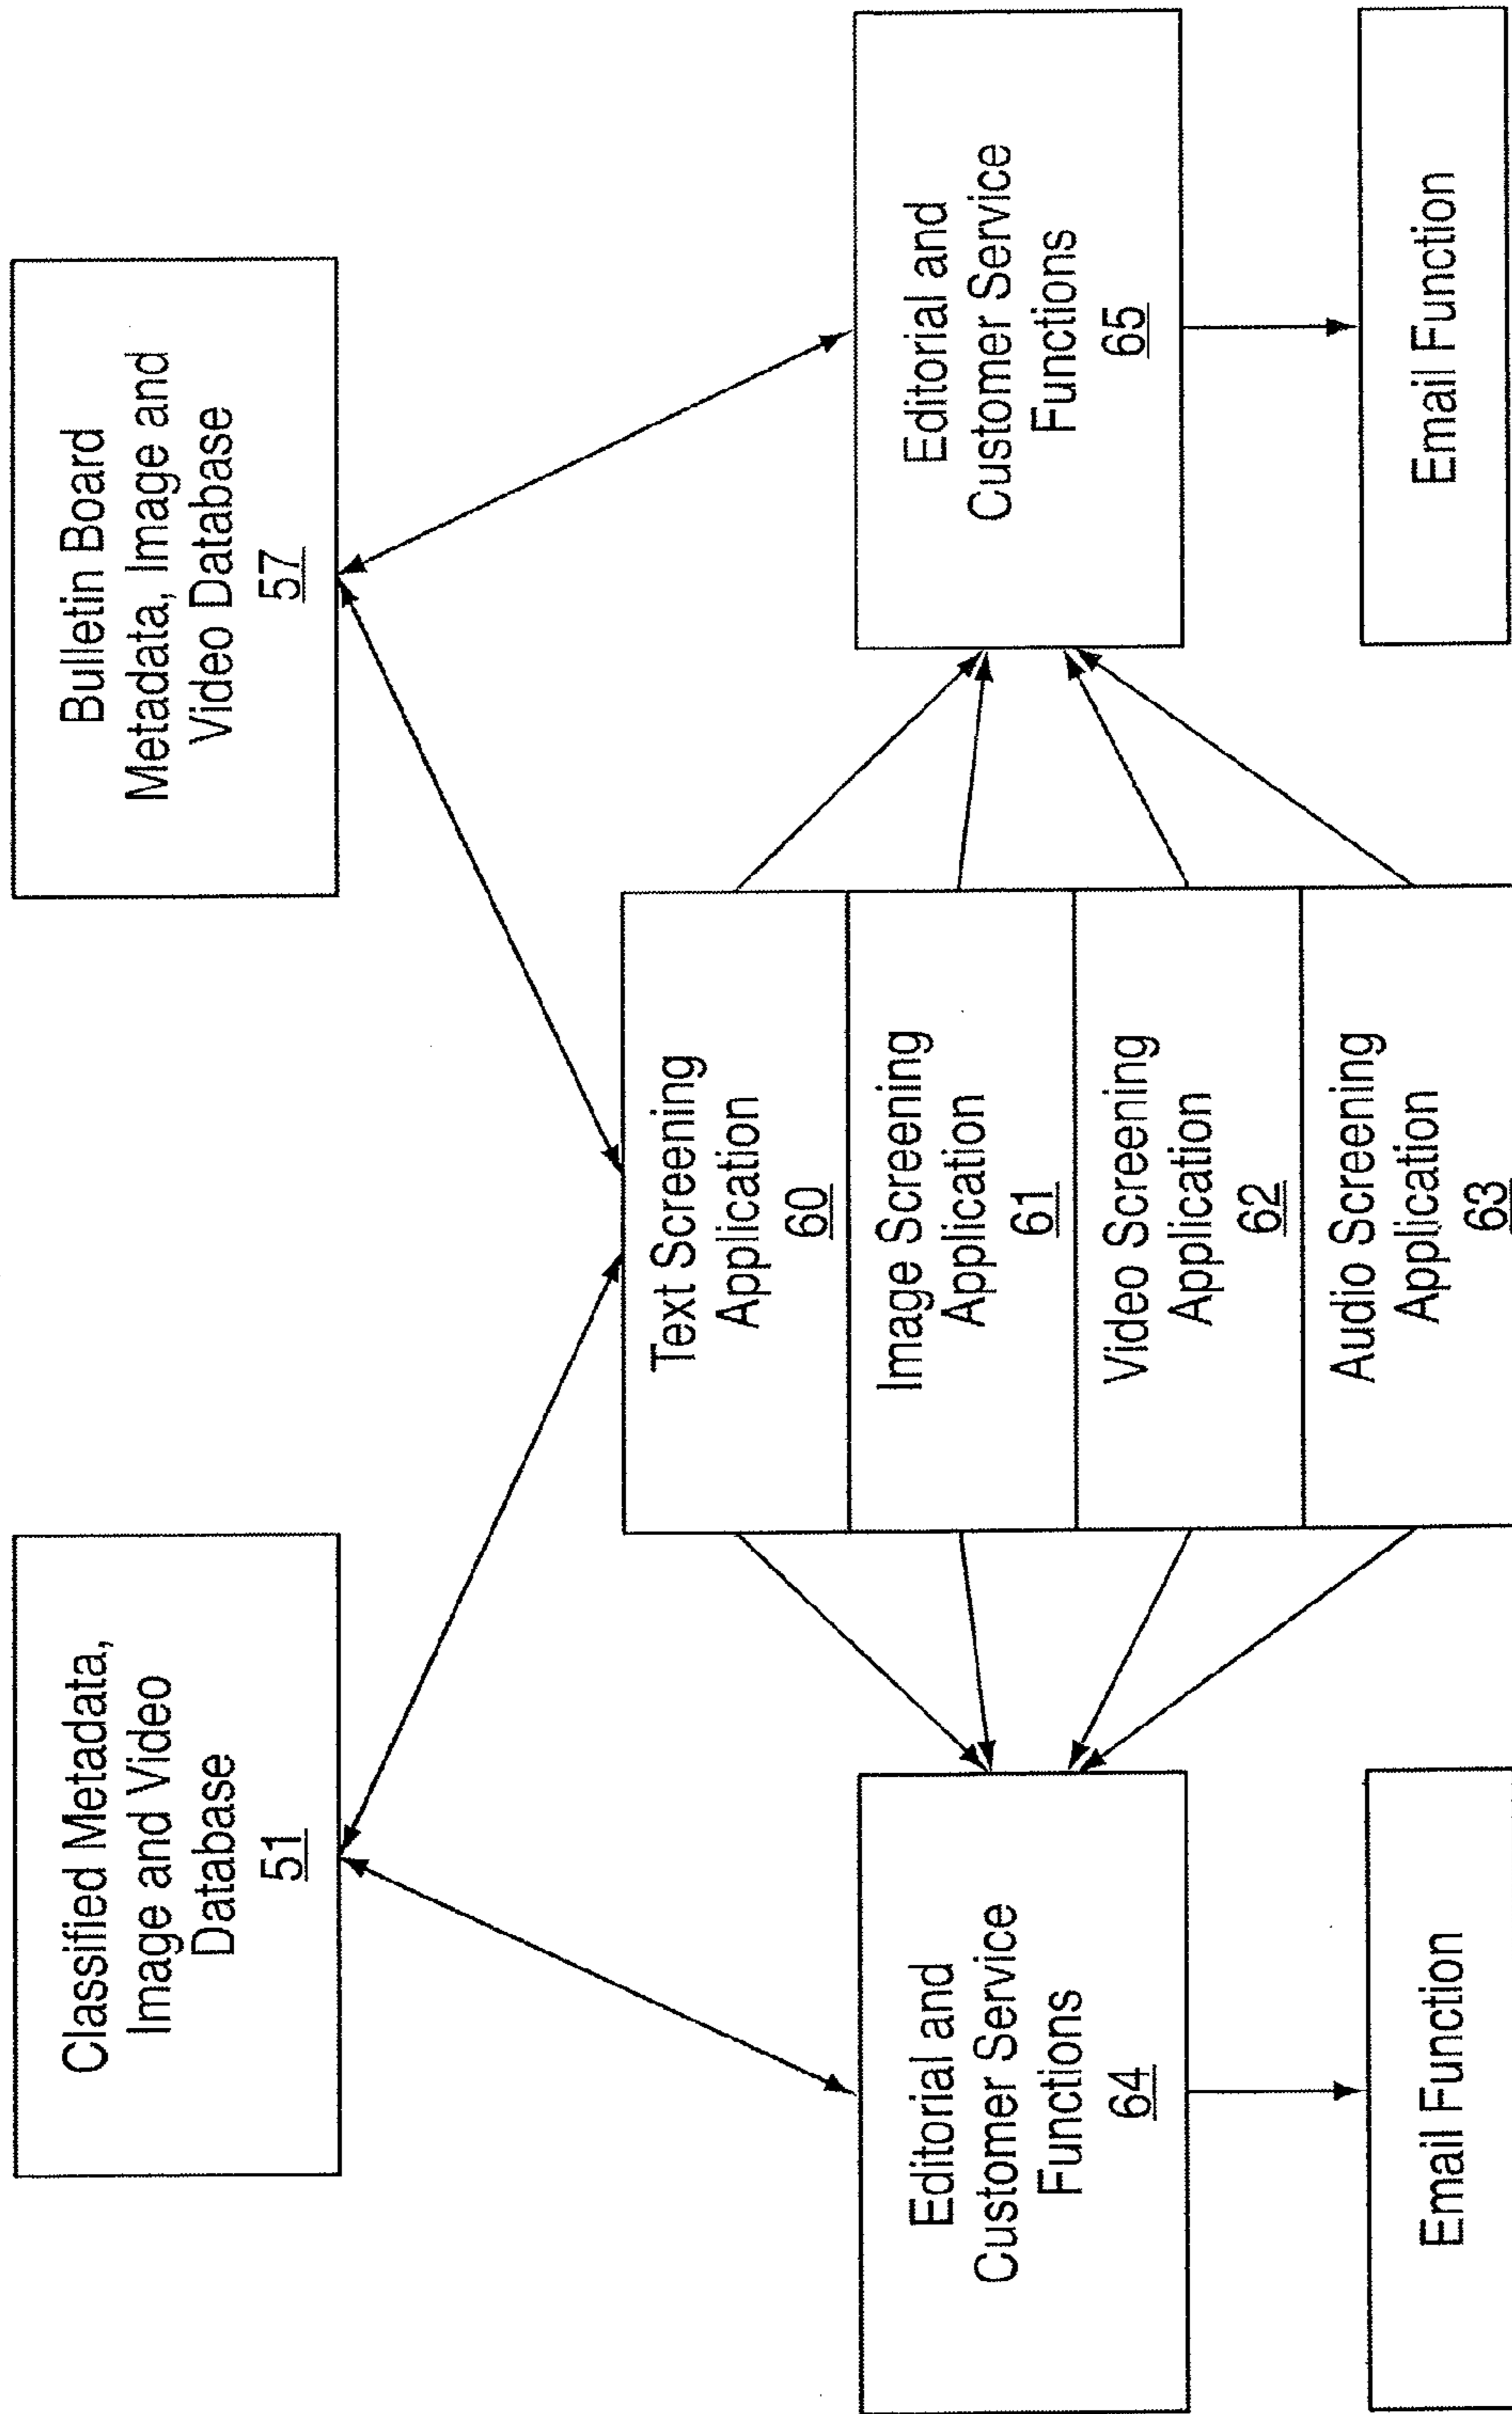 Classified Metadata,
Image and Video
Database
51
Bulletin Board
Metadata, Image and
Video Database
57
Text Screening
Application
60
Image Screening
Application
61
Video Screening
Application
62
Audio Screening
Application
63
Editorial and
Customer Service
Functions
64
Editorial and
Customer Service
Functions
65
Email Function
Email Function